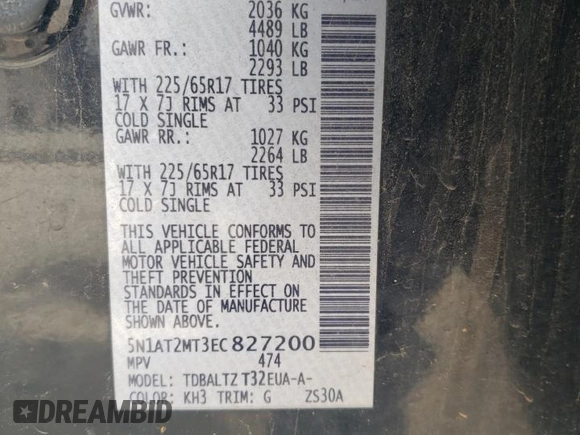 GVWR: 2036 KG
4489 LB
GAWR FR.: 1040 KG
2293 LB
WITH 225/65R17 TIRES
17 X 7J RIMS AT 33 PSI
COLD SINGLE
GAWR RR.: 1027 KG
2264 LB
WITH 225/65R17 TIRES
17 X 7J RIMS AT 33 PSI
COLD SINGLE
THIS VEHICLE CONFORMS TO
ALL APPLICABLE FEDERAL
MOTOR VEHICLE SAFETY AND
THEFT PREVENTION
STANDARDS IN EFFECT ON
THE DATE OF MANUFACTURE
SHOWN ABOVE.
5N1AT2MT3EC827200
MPV 474
MODEL: TDBALTZ T32EUA-A-
COLOR: KH3 TRIM: G ZS30A
DREAMBID